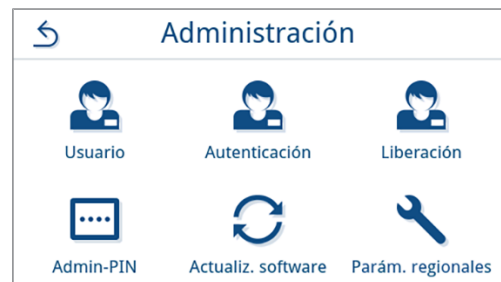 Administración
Usuario
Autenticación
Liberación
Admin-PIN
Actualiz. software
Parám. regionales